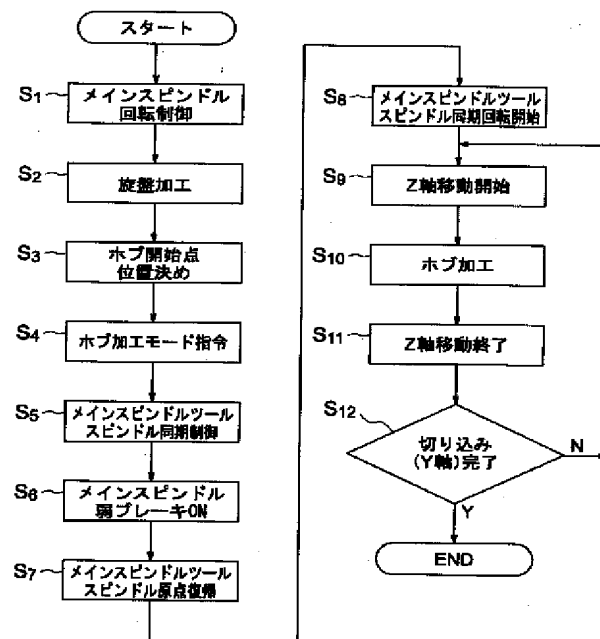 スタート
S1
メインスピンドル
回転制御
S2
旋盤加工
S3
ホブ開始点
位置決め
S4
ホブ加工モード指令
S5
メインスピンドルツール
スピンドル同期制御
S6
メインスピンドル
弱ブレーキON
S7
メインスピンドルツール
スピンドル原点復帰
S8
メインスピンドルツール
スピンドル同期回転開始
S9
Z軸移動開始
S10
ホブ加工
S11
Z軸移動終了
S12
切り込み
(Y軸)完了
N
Y
END